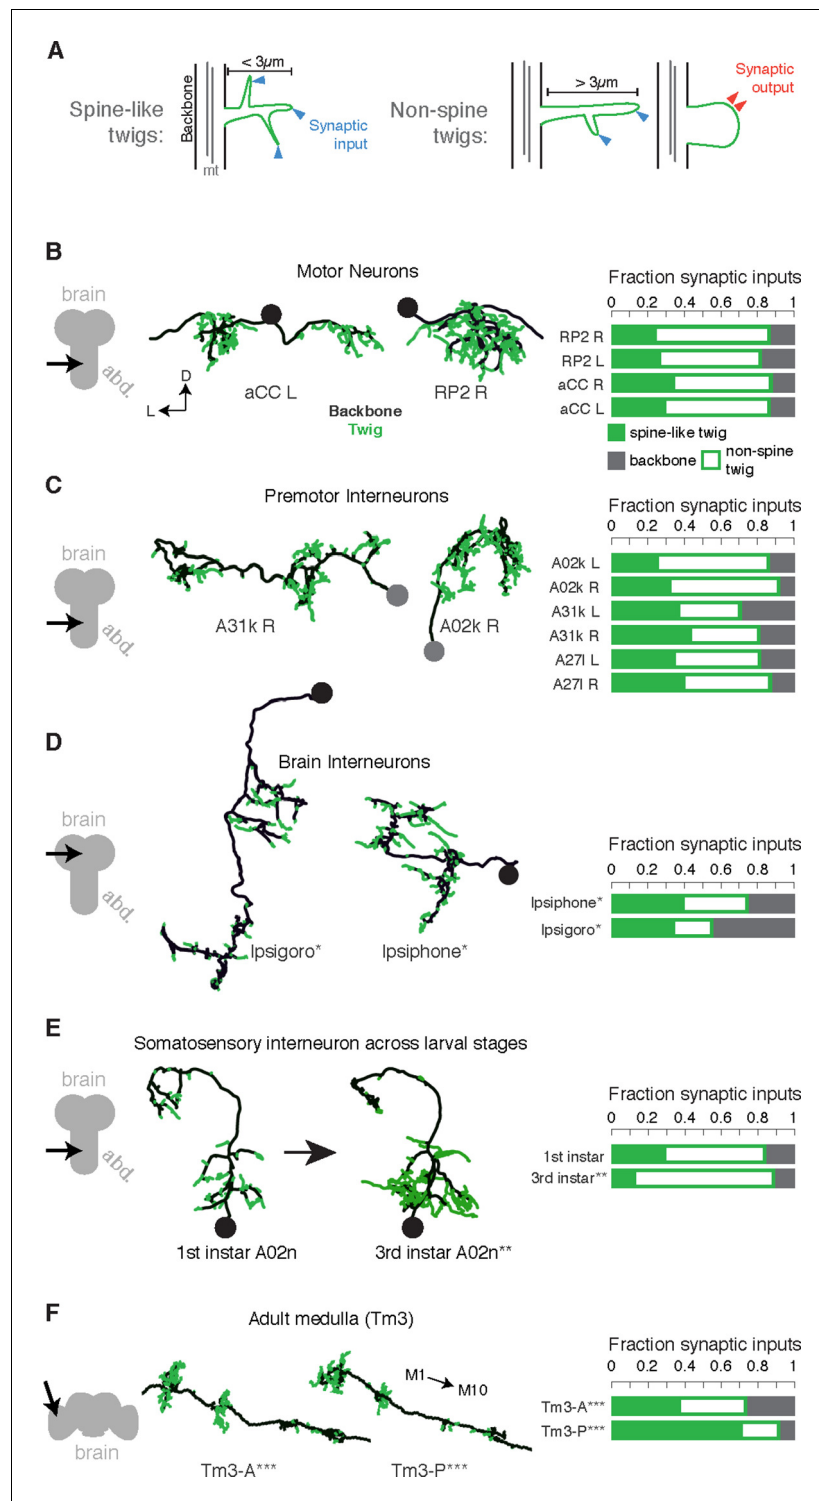 A
Spine-like
twigs:
Backbone
mt
< 3µm
Synaptic
input
Non-spine
twigs:
> 3µm
Synaptic
output
B
Motor Neurons
brain
abd.
D
L
aCC L
RP2 R
Backbone
Twig
Fraction synaptic inputs
0 0.2 0.4 0.6 0.8 1
RP2 R
RP2 L
aCC R
aCC L
spine-like twig
backbone
non-spine
twig
C
Premotor Interneurons
brain
abd.
A31k R
A02k R
Fraction synaptic inputs
0 0.2 0.4 0.6 0.8 1
A02k L
A02k R
A31k L
A31k R
A27l L
A27l R
D
Brain Interneurons
brain
abd.
Ipsigoro*
Ipsiphone*
Fraction synaptic inputs
0 0.2 0.4 0.6 0.8 1
Ipsiphone*
Ipsigoro*
E
Somatosensory interneuron across larval stages
brain
abd.
1st instar A02n
3rd instar A02n**
Fraction synaptic inputs
0 0.2 0.4 0.6 0.8 1
1st instar
3rd instar**
F
Adult medulla (Tm3)
brain
M1
M10
Tm3-A***
Tm3-P***
Fraction synaptic inputs
0 0.2 0.4 0.6 0.8 1
Tm3-A***
Tm3-P***